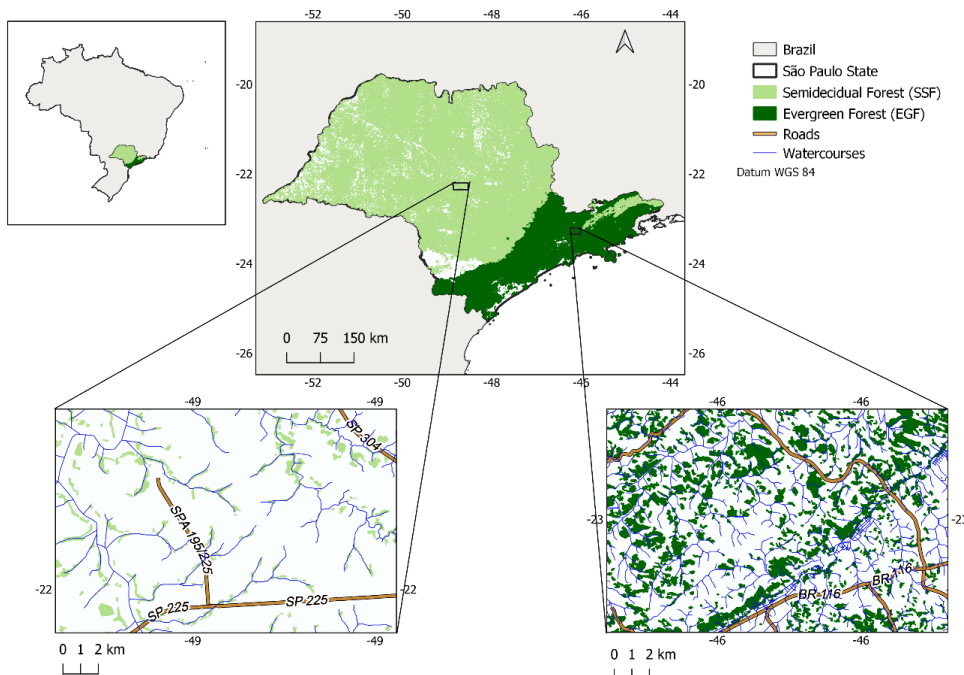 -52 -50 -48 -46 -44
-20 -20
-22 -22
-24 -24
-26 -26
0 75 150 km
-52 -50 -48 -45 -44
Brazil
São Paulo State
Semidecidual Forest (SSF)
Evergreen Forest (EGF)
Roads
Watercourses
Datum WGS 84
-49 -49
SP-304
SPA-195/225
-22 -22
SP 225 SP-225
-49 -49
0 1 2 km
-46 -46
-23 -23
BR-116 BR-116
-46 -46
0 1 2 km